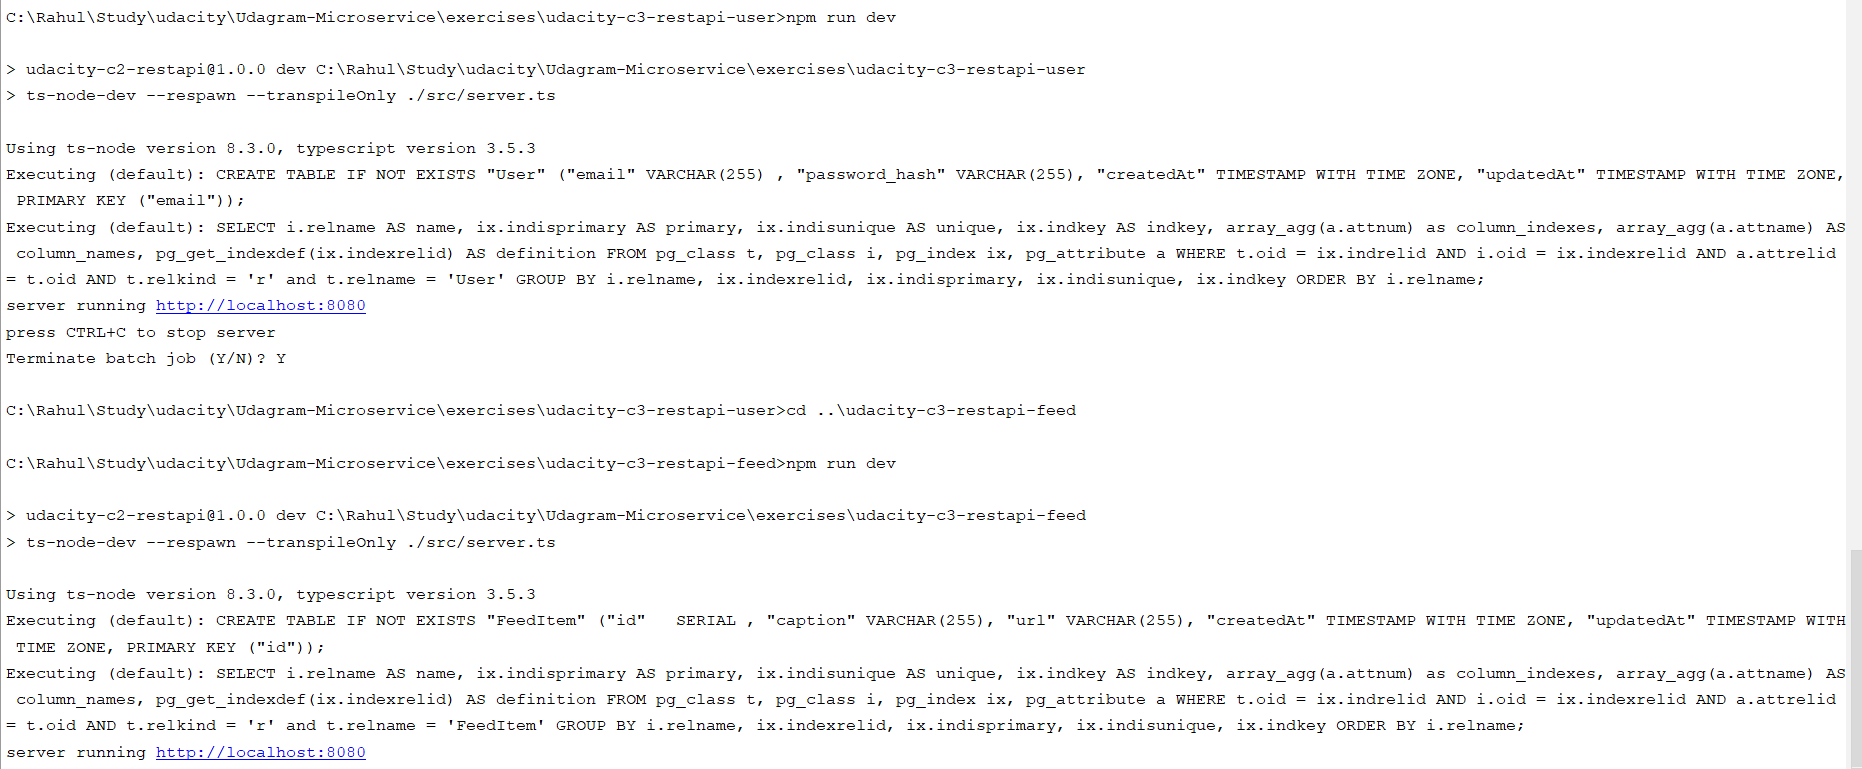 C:\Rahul\Study\udacity\Udagram-Microservice\exercises\udacity-c3-restapi-user>npm run dev
> udacity-c2-restapi@1.0.0 dev C:\Rahul\Study\udacity\Udagram-Microservice\exercises\udacity-c3-restapi-user
> ts-node-dev --respawn --transpileOnly ./src/server.ts
Using ts-node version 8.3.0, typescript version 3.5.3
Executing (default): CREATE TABLE IF NOT EXISTS "User" ("email" VARCHAR(255) , "password_hash" VARCHAR(255), "createdAt" TIMESTAMP WITH TIME ZONE, "updatedAt" TIMESTAMP WITH TIME ZONE,
PRIMARY KEY ("email"));
Executing (default): SELECT i.relname AS name, ix.indisprimary AS primary, ix.indisunique AS unique, ix.indkey AS indkey, array_agg(a.attnum) as column_indexes, array_agg(a.attname) AS
column_names, pg_get_indexdef(ix.indexrelid) AS definition FROM pg_class t, pg_class i, pg_index ix, pg_attribute a WHERE t.oid = ix.indrelid AND i.oid = ix.indexrelid AND a.attrelid
= t.oid AND t.relkind = 'r' and t.relname = 'User' GROUP BY i.relname, ix.indexrelid, ix.indisprimary, ix.indisunique, ix.indkey ORDER BY i.relname;
server running http://localhost:8080
press CTRL+C to stop server
Terminate batch job (Y/N)? Y
C:\Rahul\Study\udacity\Udagram-Microservice\exercises\udacity-c3-restapi-user>cd ..\udacity-c3-restapi-feed
C:\Rahul\Study\udacity\Udagram-Microservice\exercises\udacity-c3-restapi-feed>npm run dev
> udacity-c2-restapi@1.0.0 dev C:\Rahul\Study\udacity\Udagram-Microservice\exercises\udacity-c3-restapi-feed
> ts-node-dev --respawn --transpileOnly ./src/server.ts
Using ts-node version 8.3.0, typescript version 3.5.3
Executing (default): CREATE TABLE IF NOT EXISTS "FeedItem" ("id"   SERIAL , "caption" VARCHAR(255), "url" VARCHAR(255), "createdAt" TIMESTAMP WITH TIME ZONE, "updatedAt" TIMESTAMP WITH
TIME ZONE, PRIMARY KEY ("id"));
Executing (default): SELECT i.relname AS name, ix.indisprimary AS primary, ix.indisunique AS unique, ix.indkey AS indkey, array_agg(a.attnum) as column_indexes, array_agg(a.attname) AS
column_names, pg_get_indexdef(ix.indexrelid) AS definition FROM pg_class t, pg_class i, pg_index ix, pg_attribute a WHERE t.oid = ix.indrelid AND i.oid = ix.indexrelid AND a.attrelid
= t.oid AND t.relkind = 'r' and t.relname = 'FeedItem' GROUP BY i.relname, ix.indexrelid, ix.indisprimary, ix.indisunique, ix.indkey ORDER BY i.relname;
server running http://localhost:8080